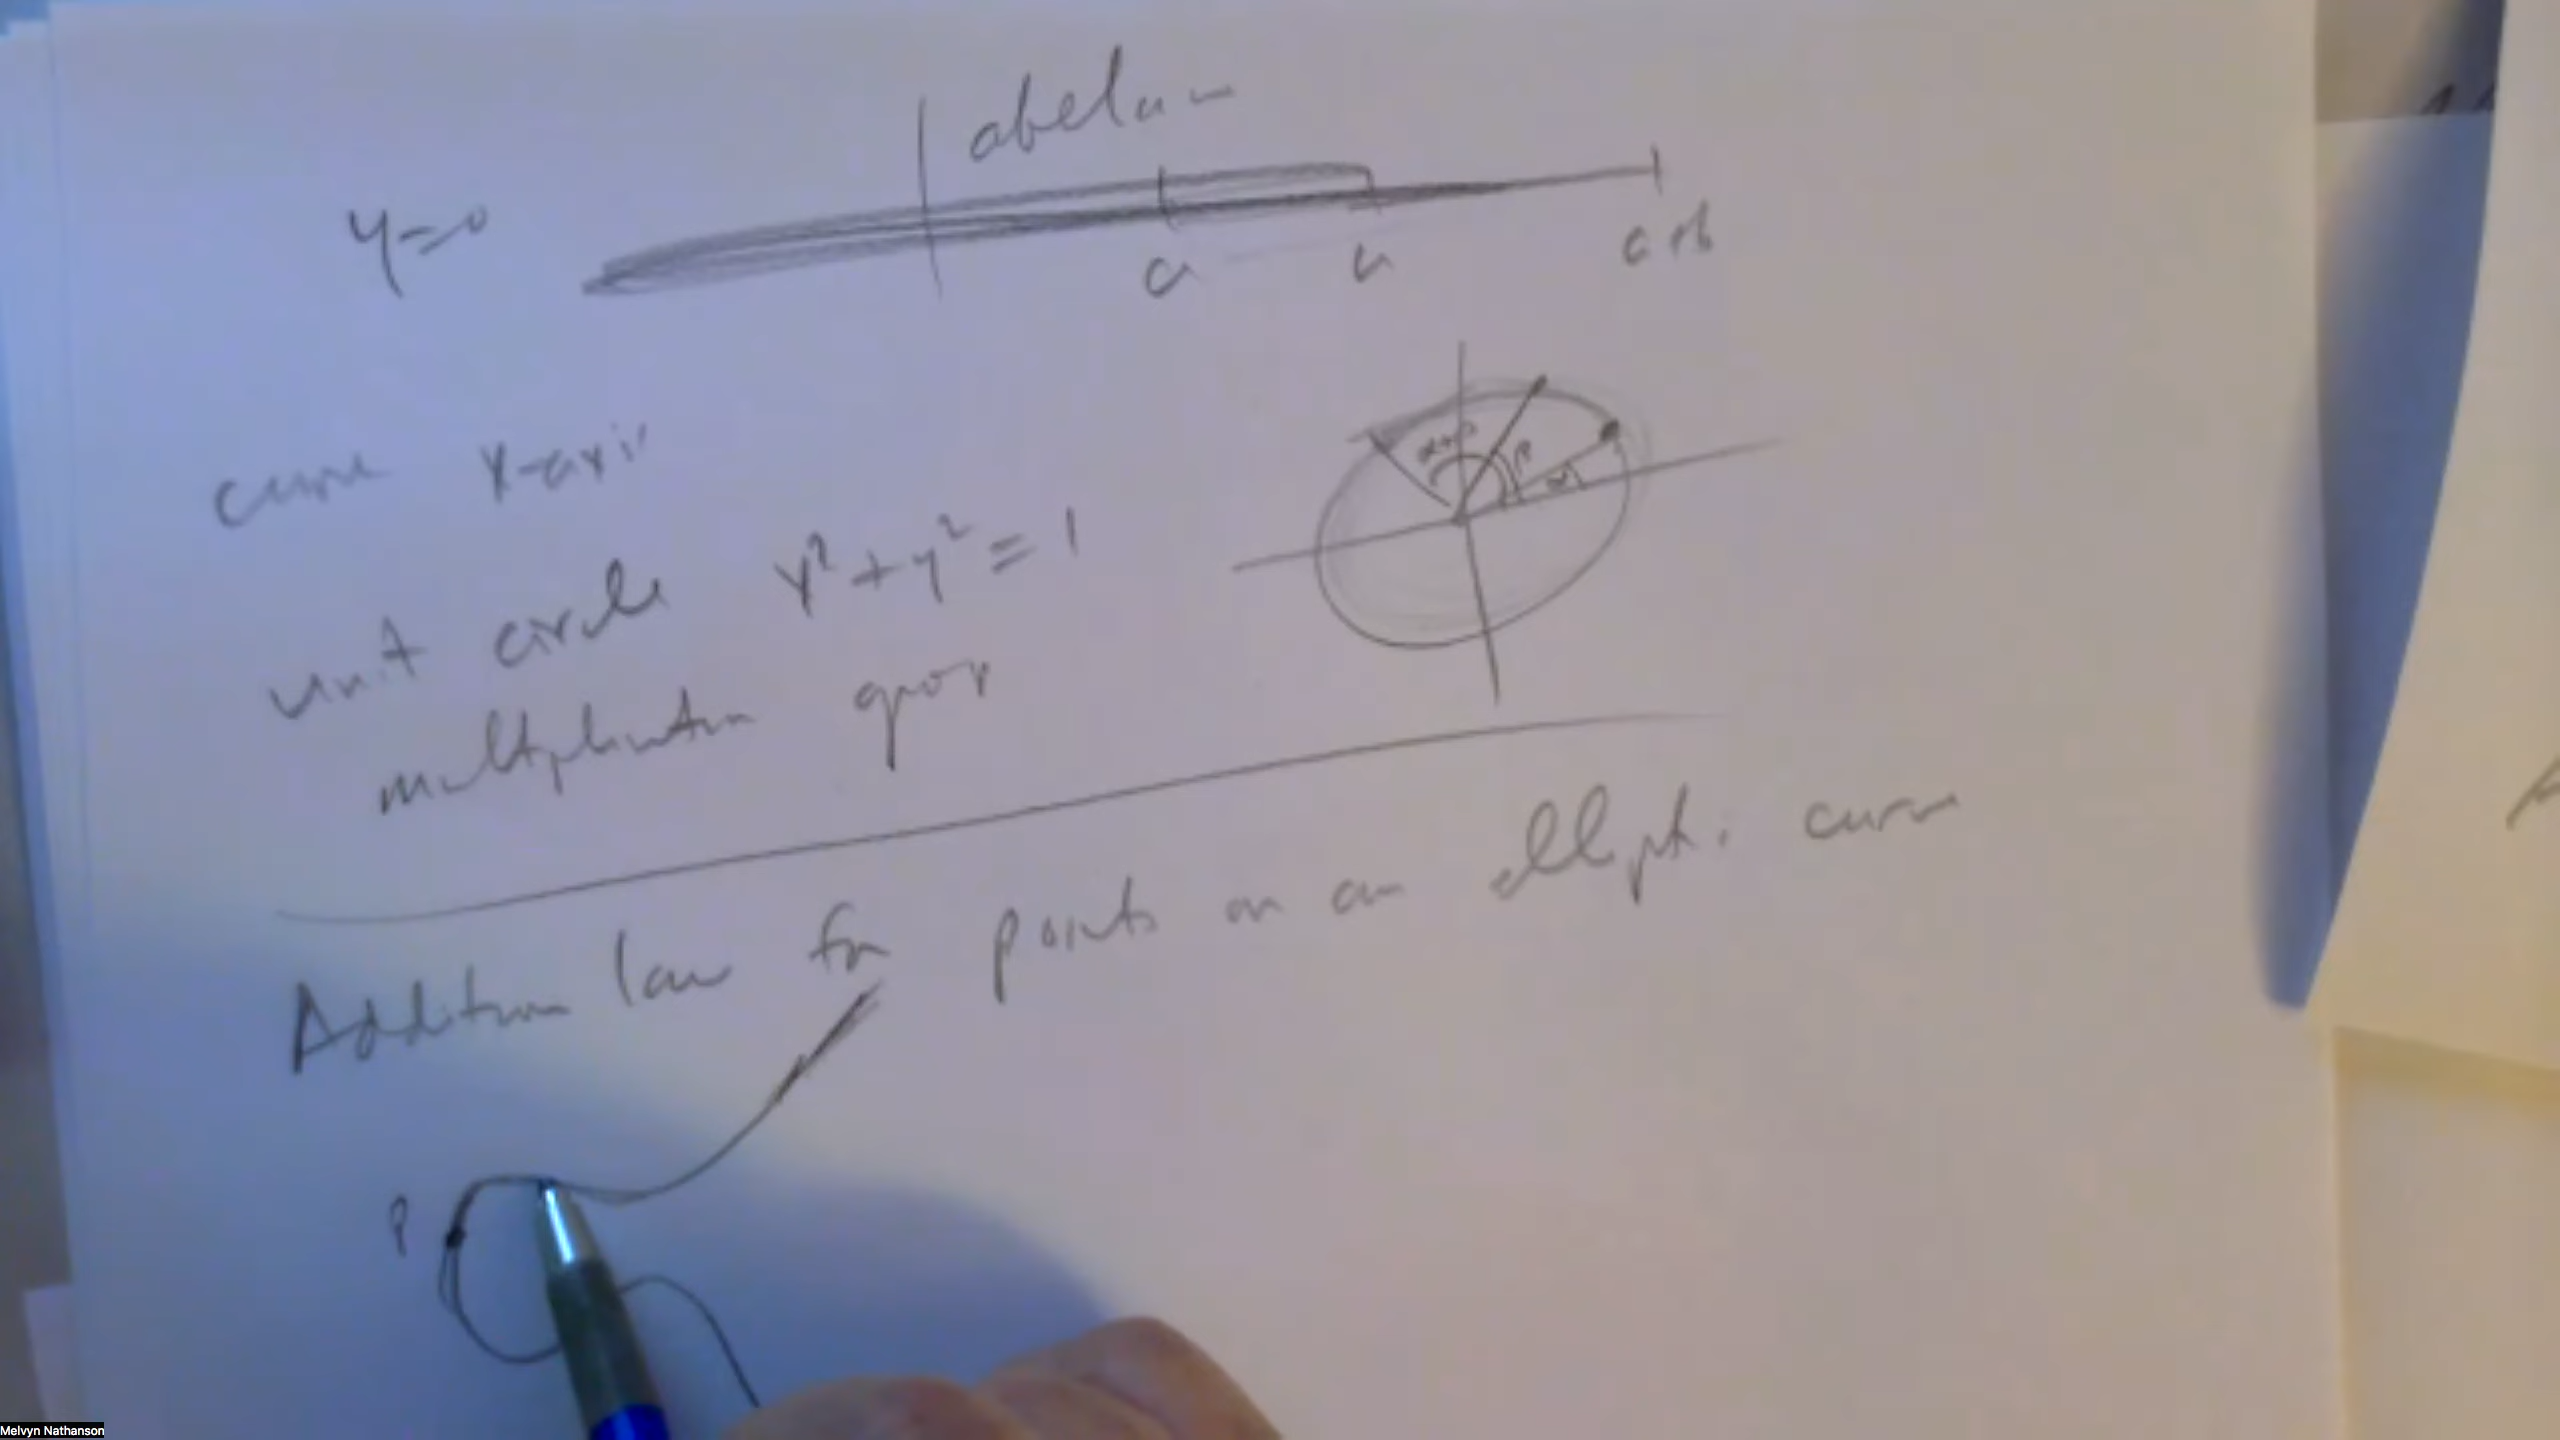 abelian
y=0
a u a+b
curve x-axis
α+β β α
unit circle x²+y²=1
multiplication group
Addition law for points on an elliptic curve
P
Melvyn Nathanson